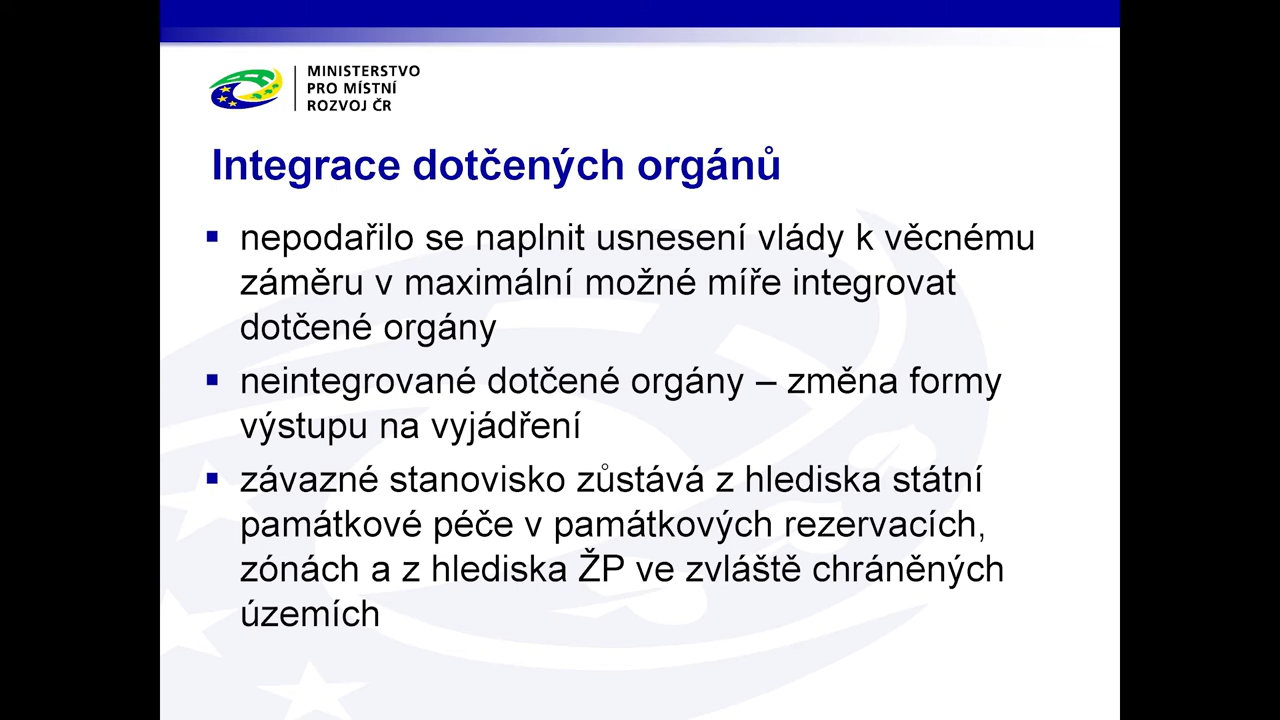 MINISTERSTVO
PRO MÍSTNÍ
ROZVOJ ČR
Integrace dotčených orgánů
▪ nepodařilo se naplnit usnesení vlády k věcnému
záměru v maximální možné míře integrovat
dotčené orgány
▪ neintegrované dotčené orgány – změna formy
výstupu na vyjádření
▪ závazné stanovisko zůstává z hlediska státní
památkové péče v památkových rezervacích,
zónách a z hlediska ŽP ve zvláště chráněných
územích